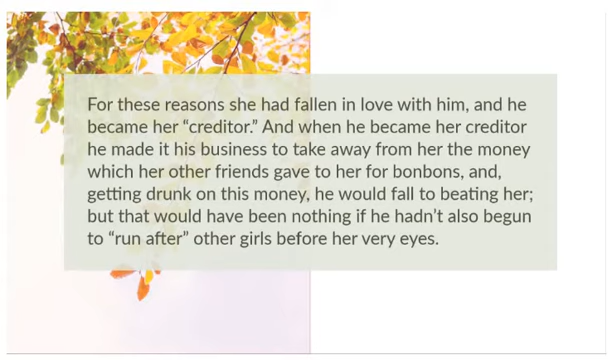 For these reasons she had fallen in love with him, and he
became her “creditor.” And when he became her creditor
he made it his business to take away from her the money
which her other friends gave to her for bonbons, and,
getting drunk on this money, he would fall to beating her;
but that would have been nothing if he hadn’t also begun
to “run after” other girls before her very eyes.